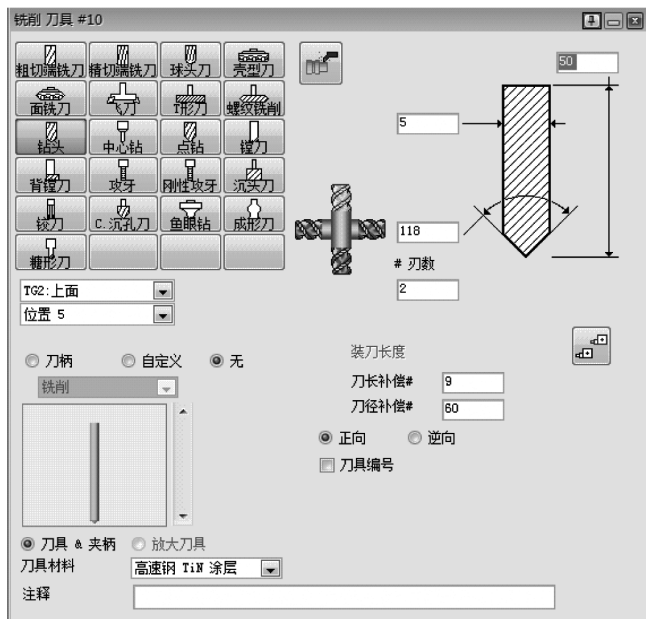 铣削 刀具 #10
粗切端铣刀 精切端铣刀 球头刀 壳型刀
面铣刀 飞刀 T形刀 螺纹铣削
钻头 中心钻 点钻 镗刀
背镗刀 攻牙 刚性攻牙 沉头刀
铰刀 C.沉孔刀 鱼眼钻 成形刀
糖形刀
50
5
118
# 刃数
2
TG2:上面
位置 5
刀柄 自定义 无
铣削
装刀长度
刀长补偿# 9
刀径补偿# 60
正向 逆向
刀具编号
刀具 & 夹柄 放大刀具
刀具材料 高速钢 TiN 涂层
注释